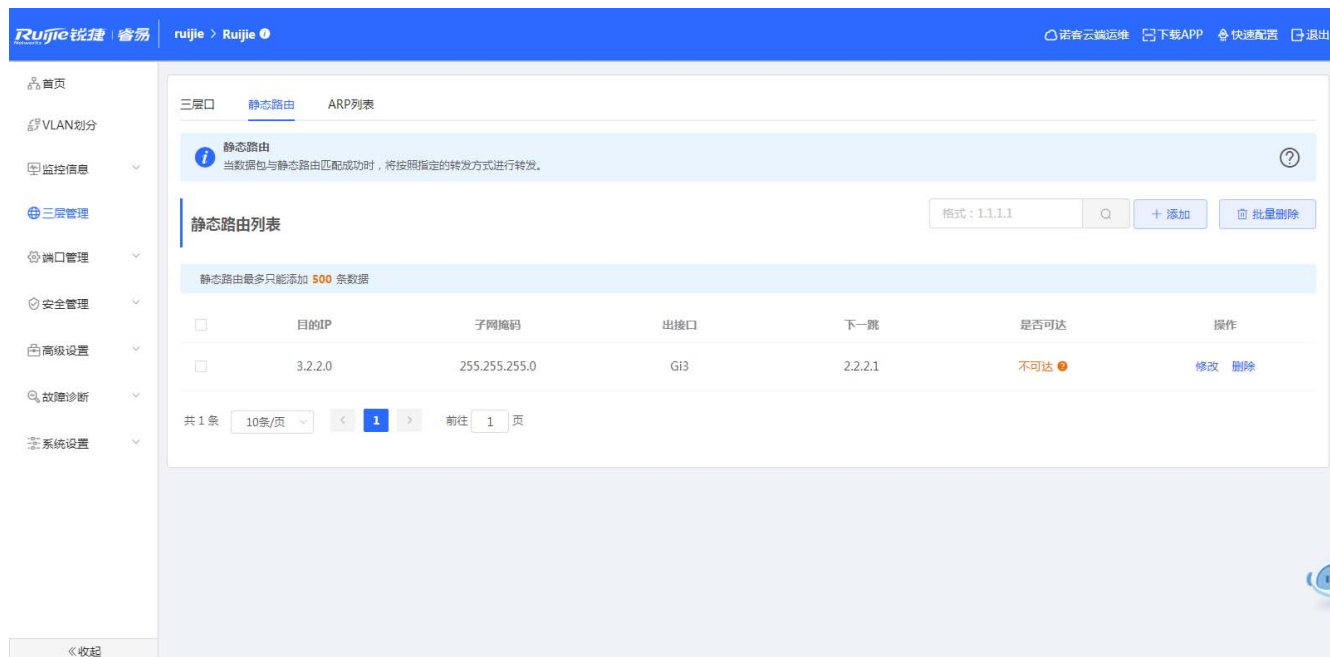 Ruijie锐捷 睿易
Networks
ruijie > Ruijie
诺客云端运维 下载APP 快速配置 退出
首页
VLAN划分
监控信息
三层管理
端口管理
安全管理
高级设置
故障诊断
系统设置
《收起
三层口 静态路由 ARP列表
静态路由
当数据包与静态路由匹配成功时，将按照指定的转发方式进行转发。
静态路由列表
格式：1.1.1.1 + 添加 批量删除
静态路由最多只能添加 500 条数据
目的IP 子网掩码 出接口 下一跳 是否可达 操作
3.2.2.0 255.255.255.0 Gi3 2.2.2.1 不可达 修改 删除
共 1 条 10条/页 < 1 > 前往 1 页